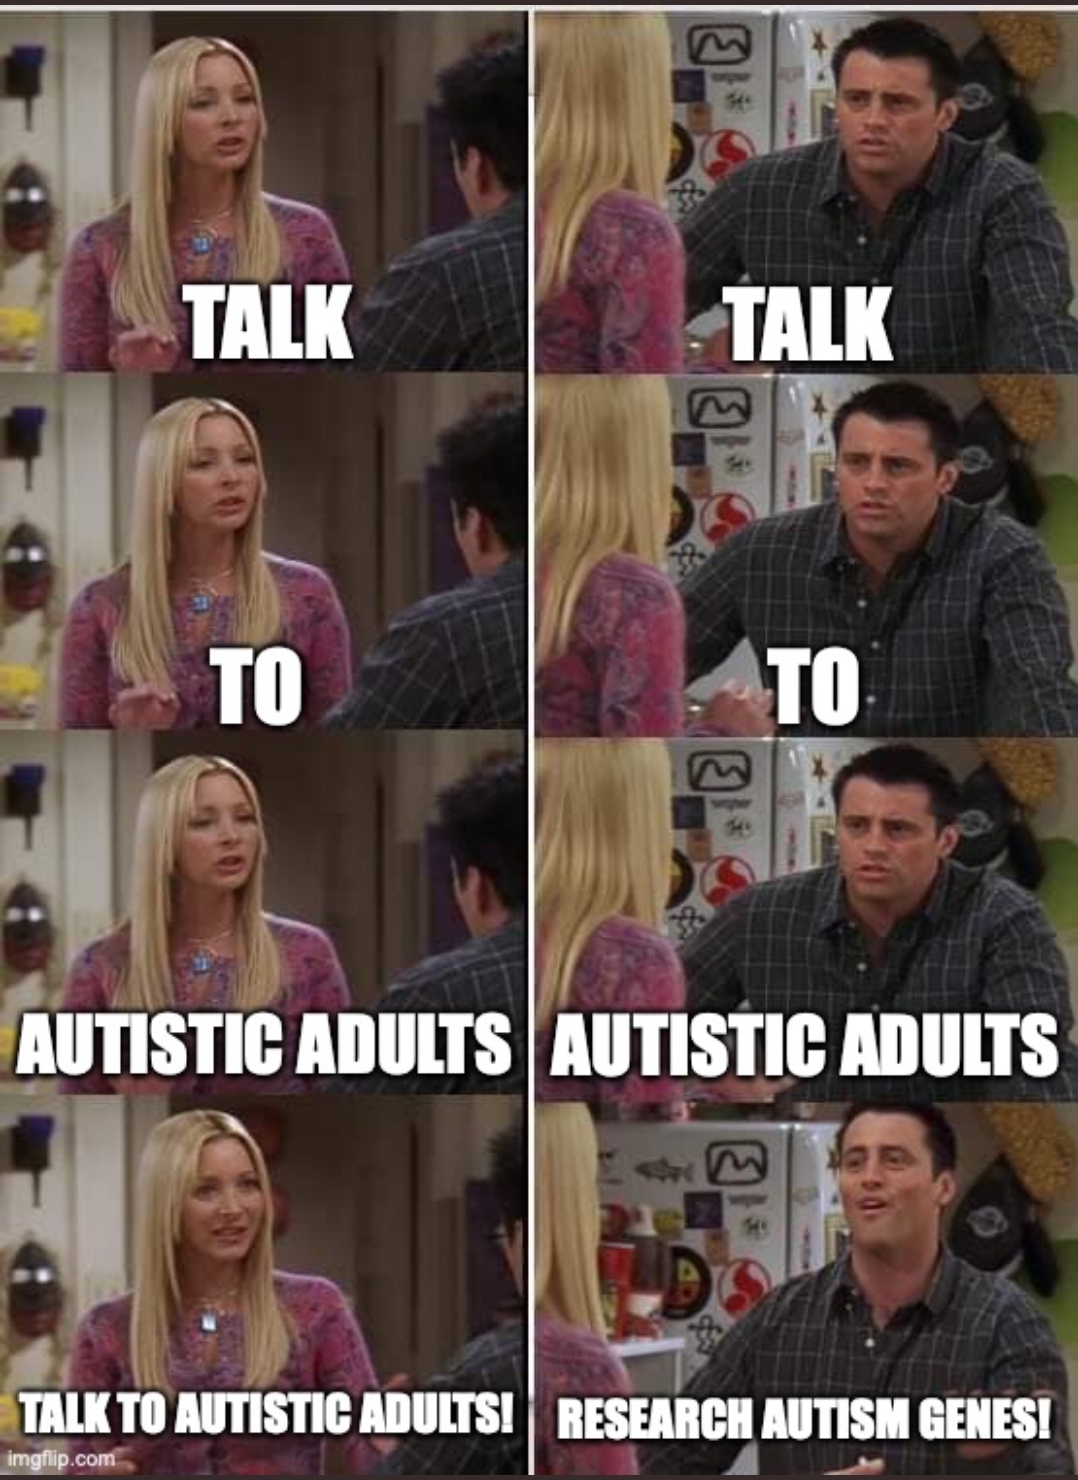 TALK
TALK
TO
TO
AUTISTIC ADULTS
AUTISTIC ADULTS
TALK TO AUTISTIC ADULTS!
RESEARCH AUTISM GENES!
imgflip.com